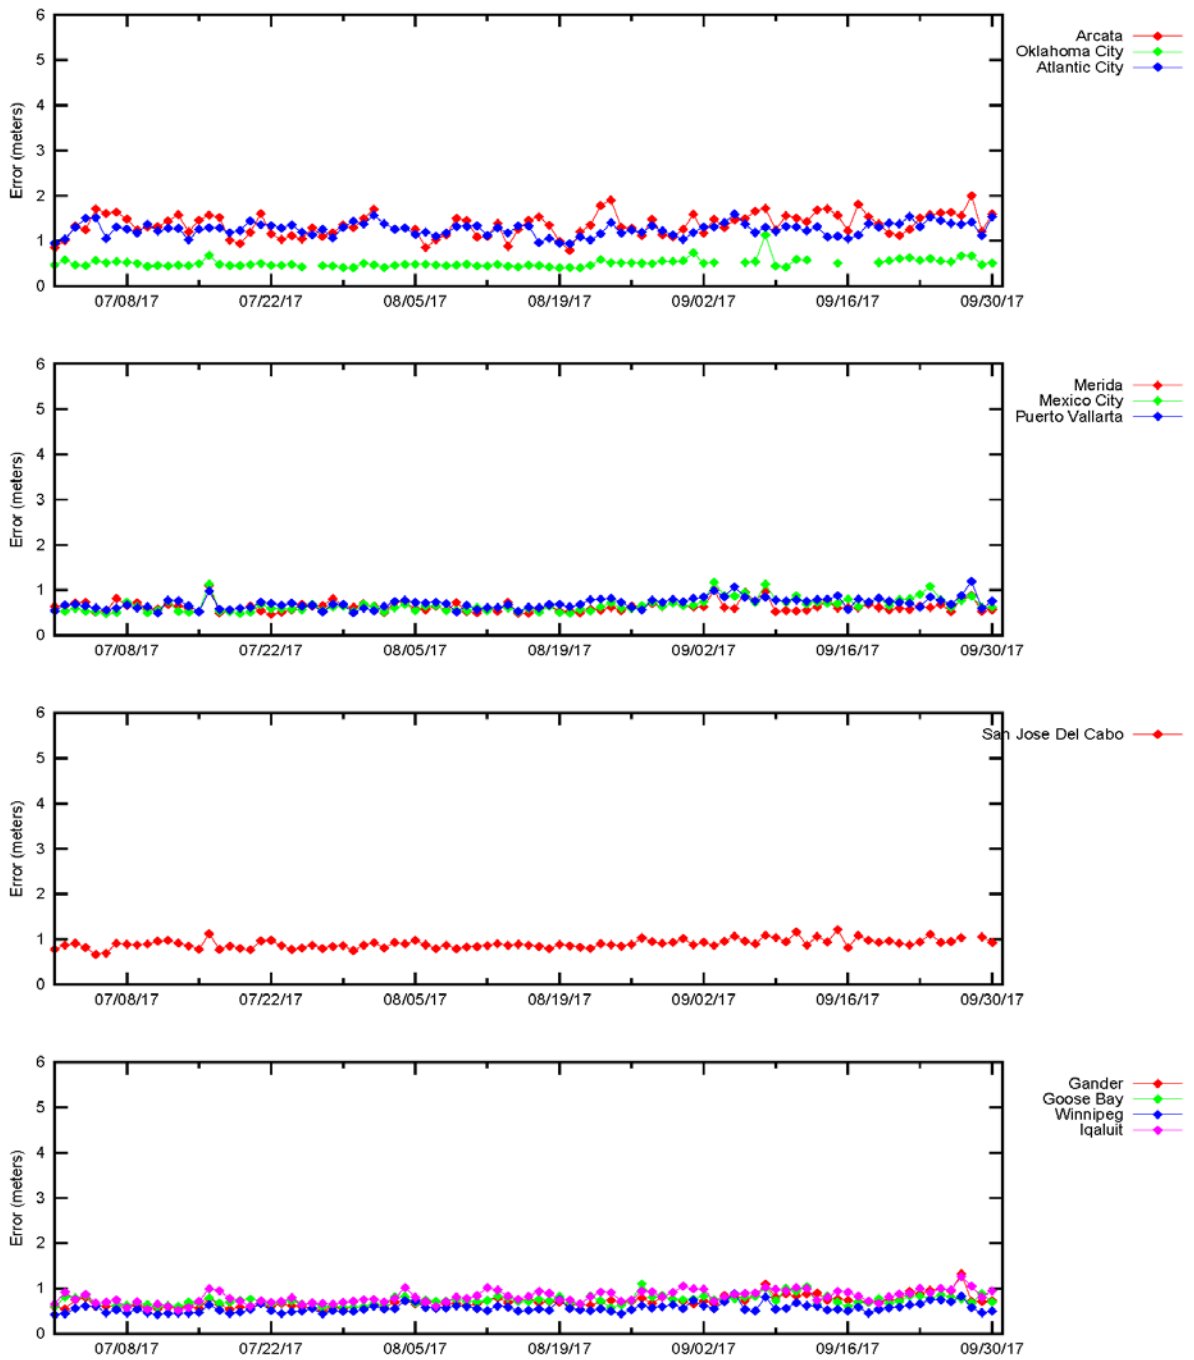 6
5
4
3
2
1
0
Error (meters)
07/08/17 07/22/17 08/05/17 08/19/17 09/02/17 09/16/17 09/30/17
Arcata
Oklahoma City
Atlantic City
6
5
4
3
2
1
0
Error (meters)
07/08/17 07/22/17 08/05/17 08/19/17 09/02/17 09/16/17 09/30/17
Merida
Mexico City
Puerto Vallarta
6
5
4
3
2
1
0
Error (meters)
07/08/17 07/22/17 08/05/17 08/19/17 09/02/17 09/16/17 09/30/17
San Jose Del Cabo
6
5
4
3
2
1
0
Error (meters)
07/08/17 07/22/17 08/05/17 08/19/17 09/02/17 09/16/17 09/30/17
Gander
Goose Bay
Winnipeg
Iqaluit